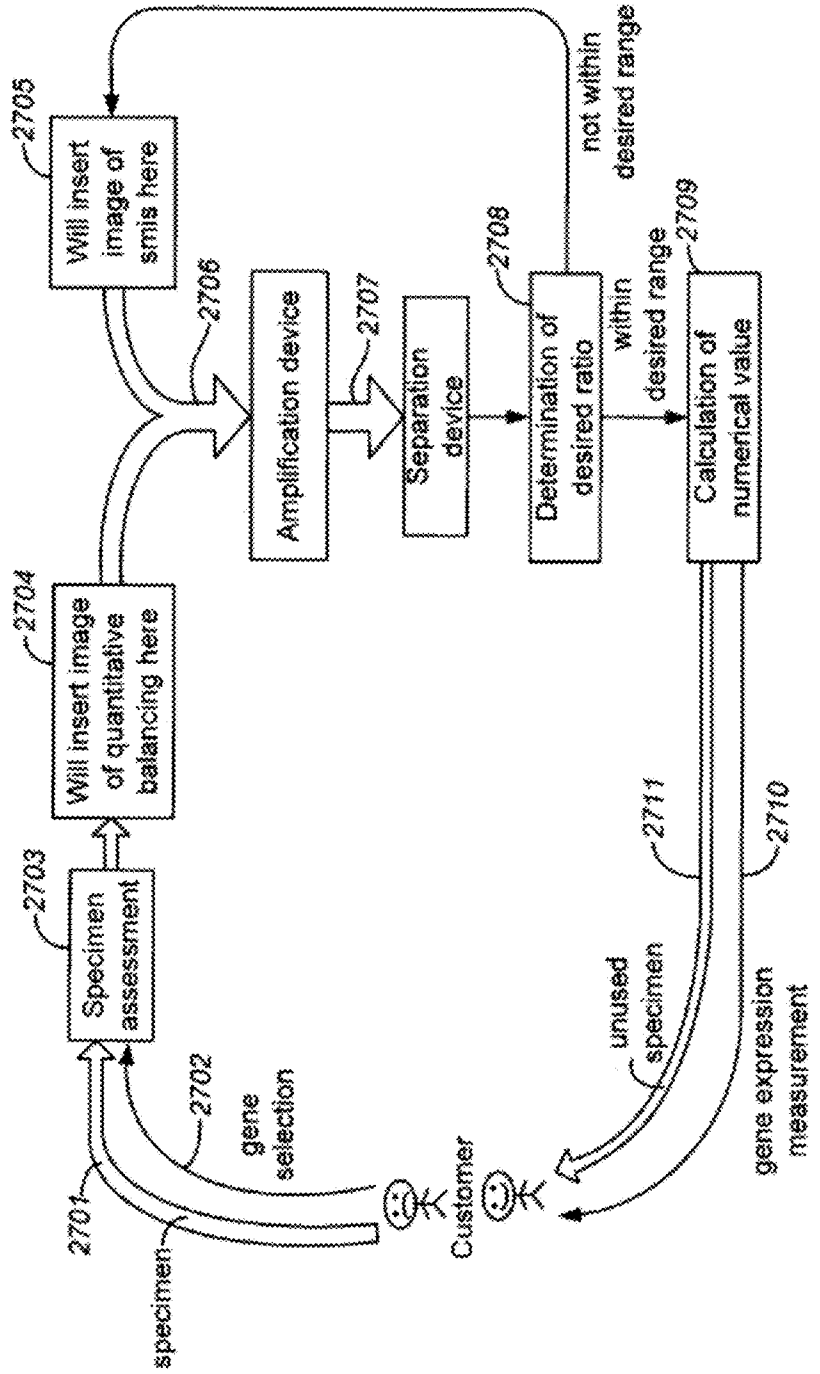 2701
specimen
2702
gene
selection
Customer
2703
Specimen
assessment
2704
Will insert image
of quantitative
balancing here
2705
Will insert
image of
smis here
2706
Amplification device
2707
Separation
device
2708
Determination of
desired ratio
not within
desired range
within
desired range
2709
Calculation of
numerical value
2711
unused
specimen
2710
gene expression
measurement